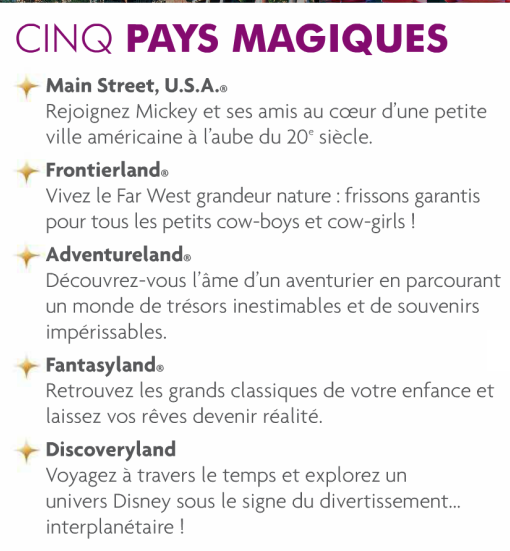 CINQ PAYS MAGIQUES
Main Street, U.S.A.®
Rejoignez Mickey et ses amis au cœur d’une petite
ville américaine à l’aube du 20e siècle.
Frontierland®
Vivez le Far West grandeur nature : frissons garantis
pour tous les petits cow-boys et cow-girls !
Adventureland®
Découvrez-vous l’âme d’un aventurier en parcourant
un monde de trésors inestimables et de souvenirs
impérissables.
Fantasyland®
Retrouvez les grands classiques de votre enfance et
laissez vos rêves devenir réalité.
Discoveryland
Voyagez à travers le temps et explorez un
univers Disney sous le signe du divertissement...
interplanétaire !